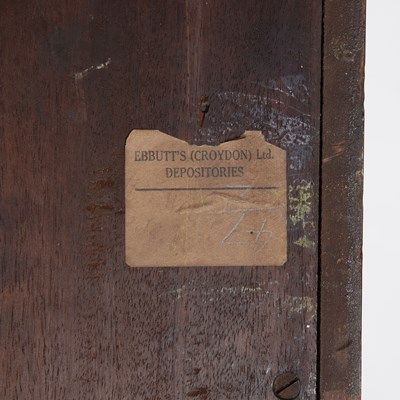 EBBUTT'S (CROYDON) Ltd.
DEPOSITORIES